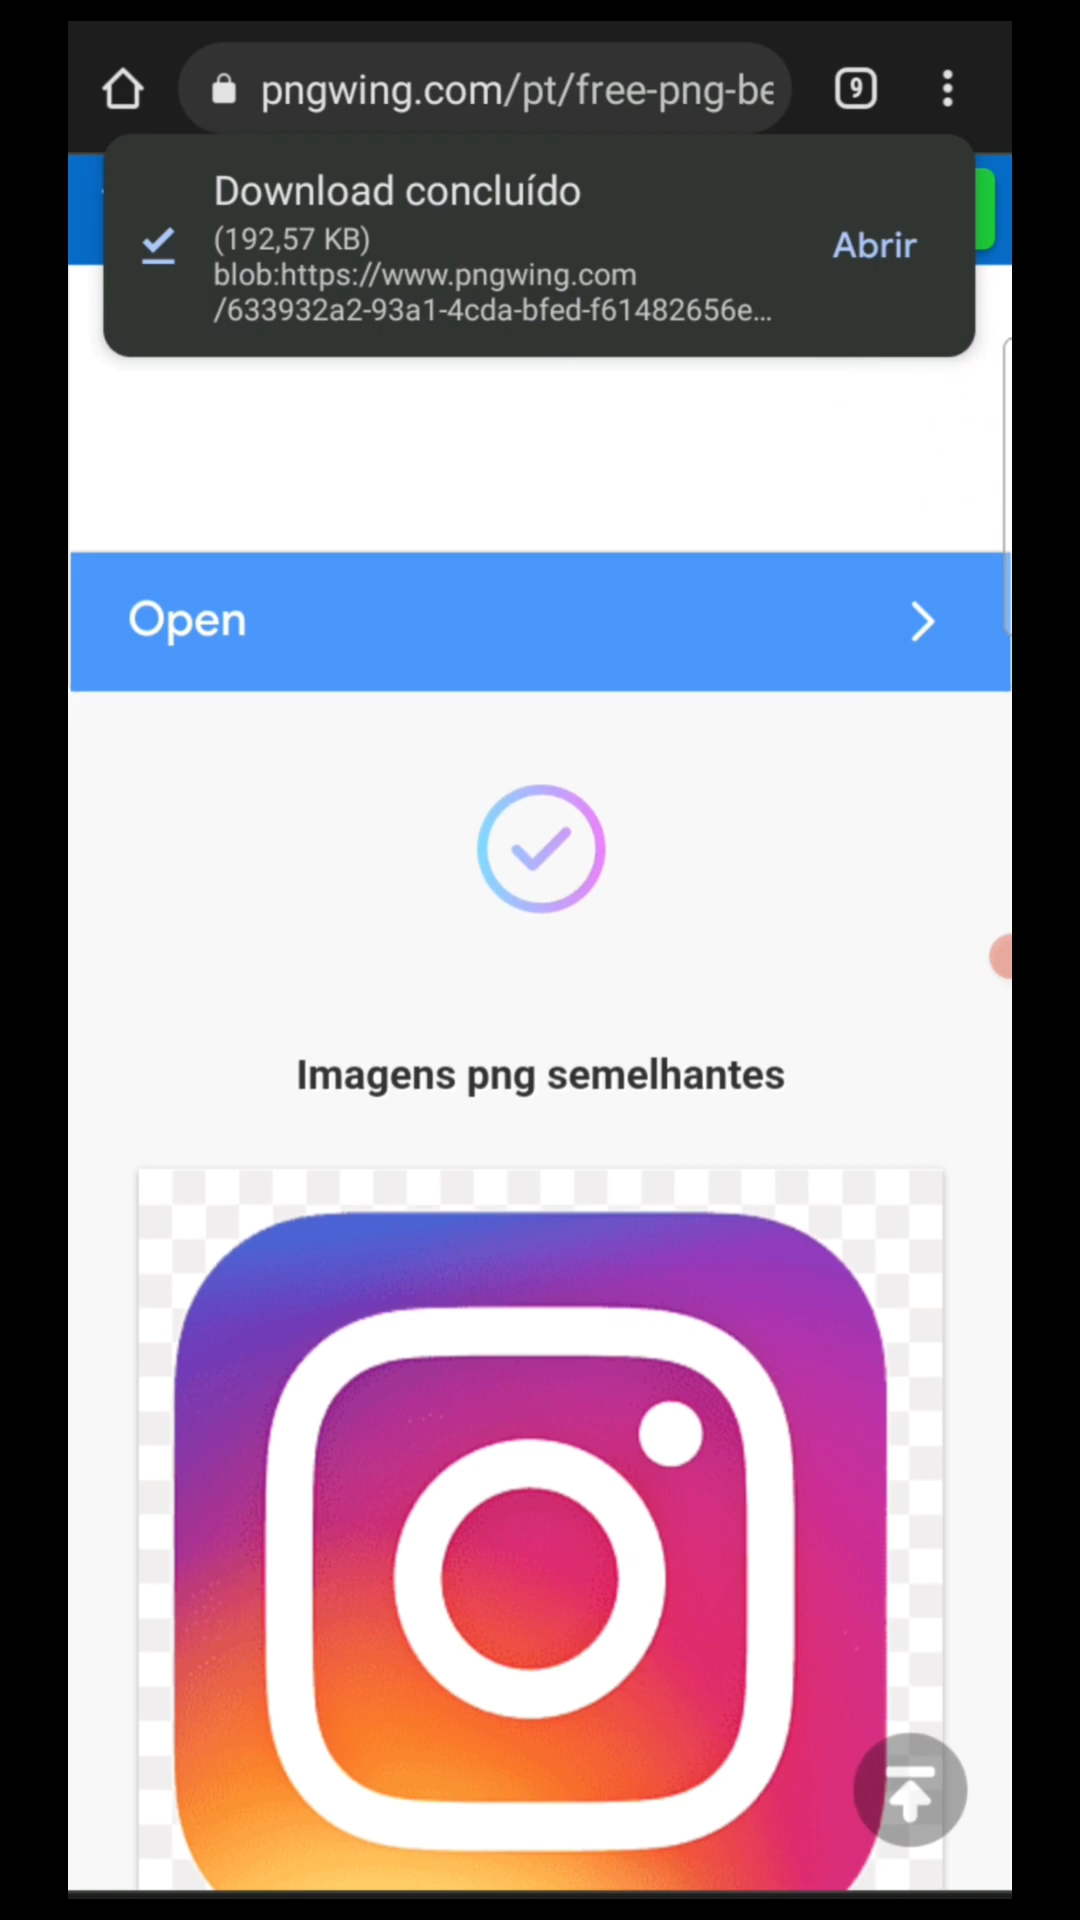 pngwing.com/pt/free-png-be
9
Download concluído
(192,57 KB)
blob:https://www.pngwing.com
/633932a2-93a1-4cda-bfed-f61482656e...
Abrir
Open
Imagens png semelhantes